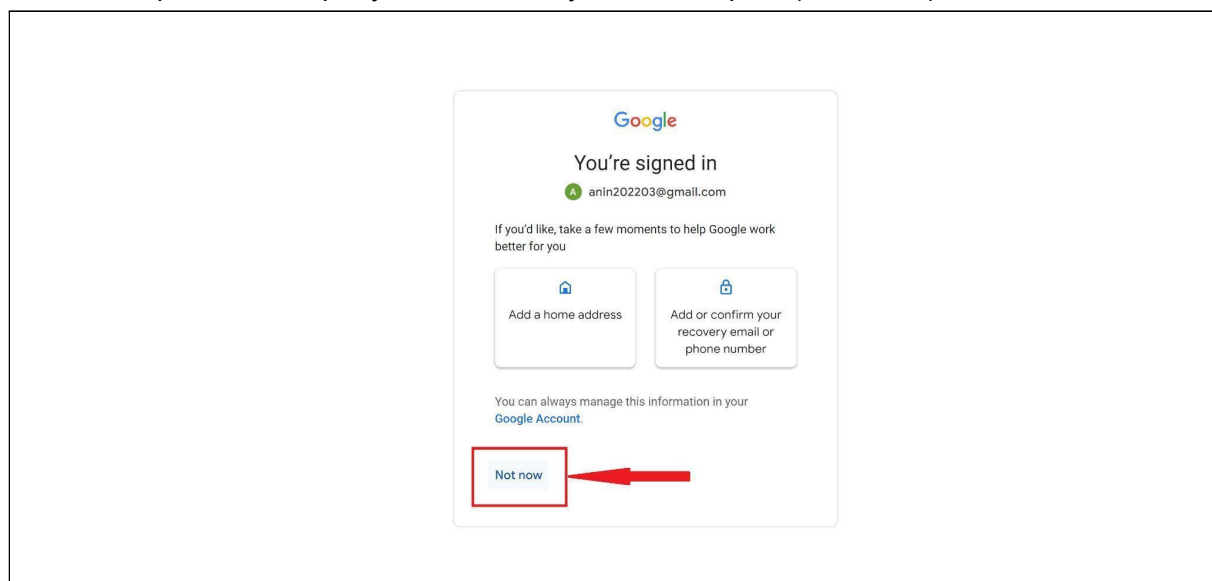 Google
You're signed in
A anin202203@gmail.com
If you'd like, take a few moments to help Google work
better for you
Add a home address
Add or confirm your
recovery email or
phone number
You can always manage this information in your
Google Account.
Not now